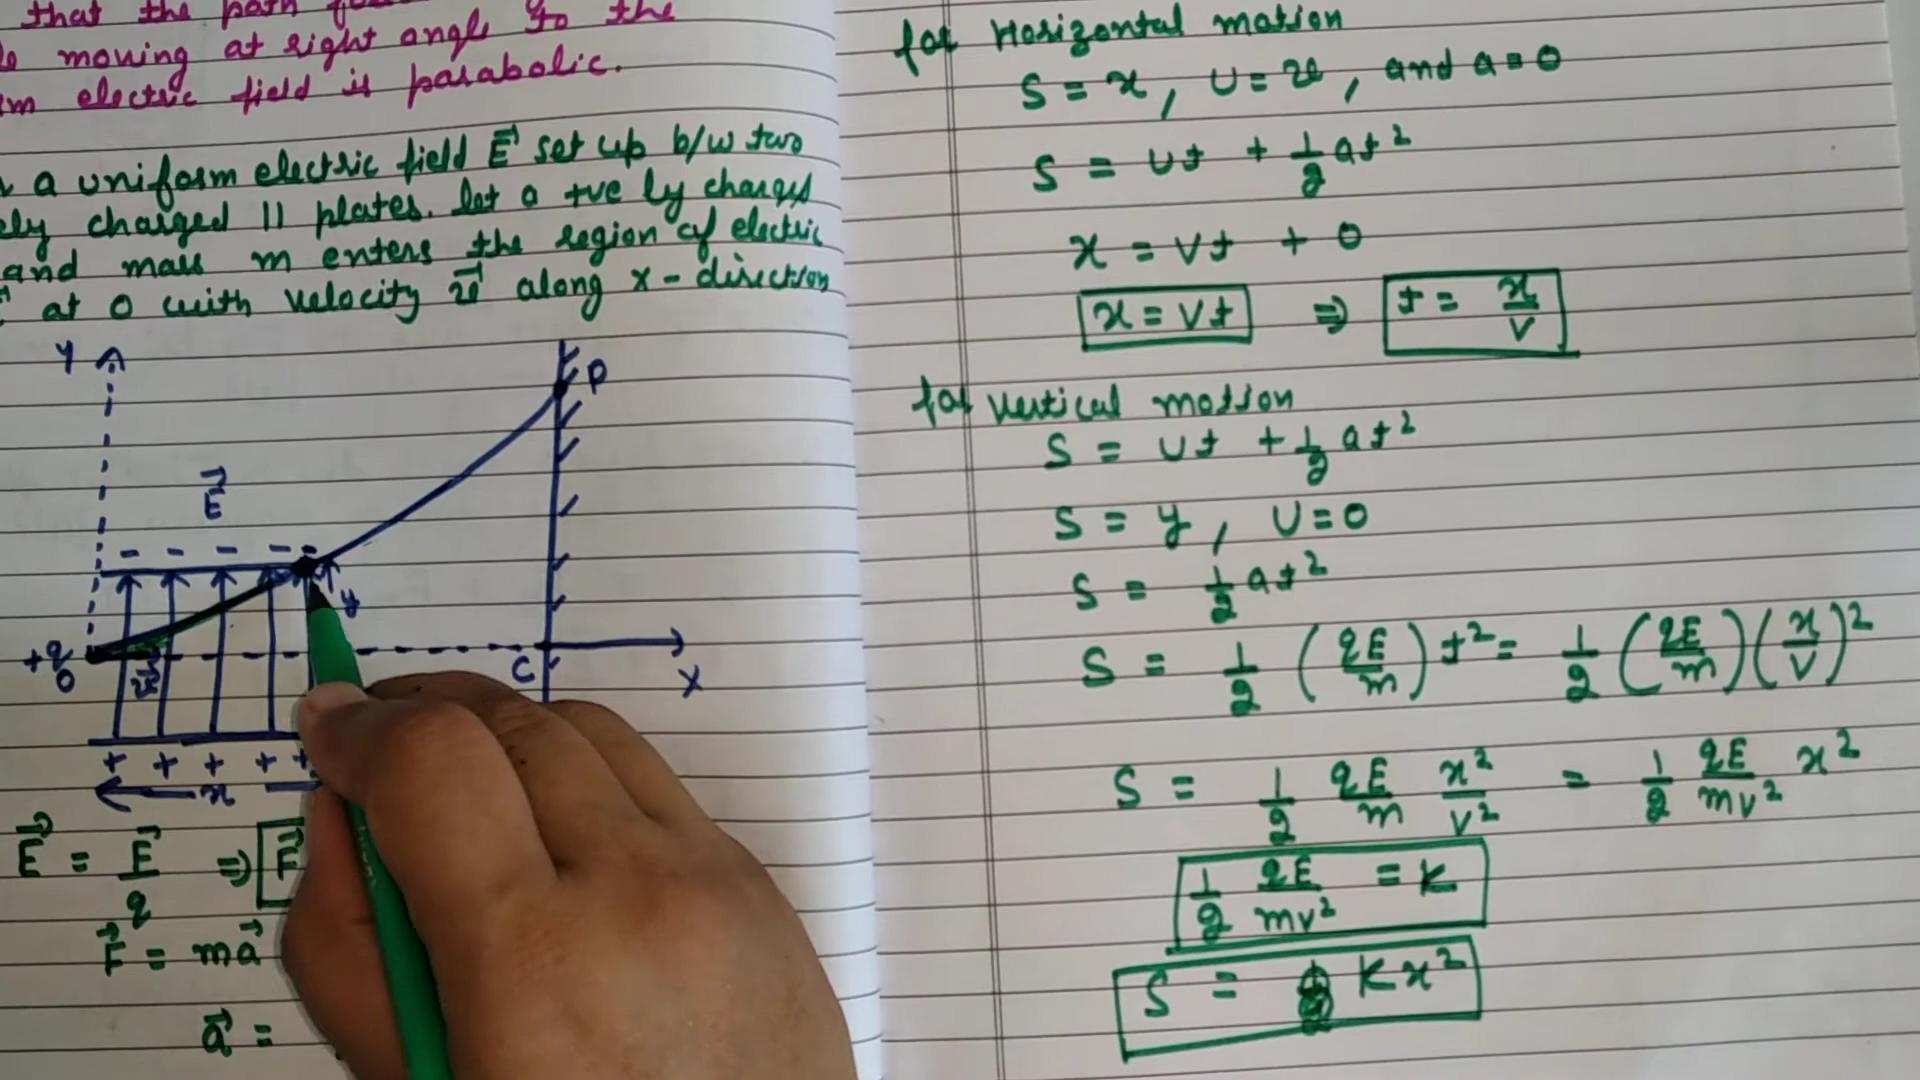 that the path
moving at right angle to the
electric field is parabolic.
a uniform electric field E⃗ set up b/w two
ely charged 11 plates. let a +ve ly charged
and mass m enters the region of electric
at 0 with velocity v⃗ along x - direction
Y
P
E⃗
- - - - -
y
+q
0
v⃗
C
X
+ + + + +
x
E⃗ = F⃗/q ⇒ F⃗
F⃗ = ma⃗
a⃗ =
for Horizontal motion
S = x, U = v, and a = 0
S = Ut + 1/2 at²
x = vt + 0
x = vt ⇒ t = x/v
for vertical motion
S = Ut + 1/2 at²
S = y, U = 0
S = 1/2 at²
S = 1/2 (qE/m) t² = 1/2 (qE/m)(x/v)²
S = 1/2 qE/m x²/v² = 1/2 qE/mv² x²
1/2 qE/mv² = K
S = Kx²